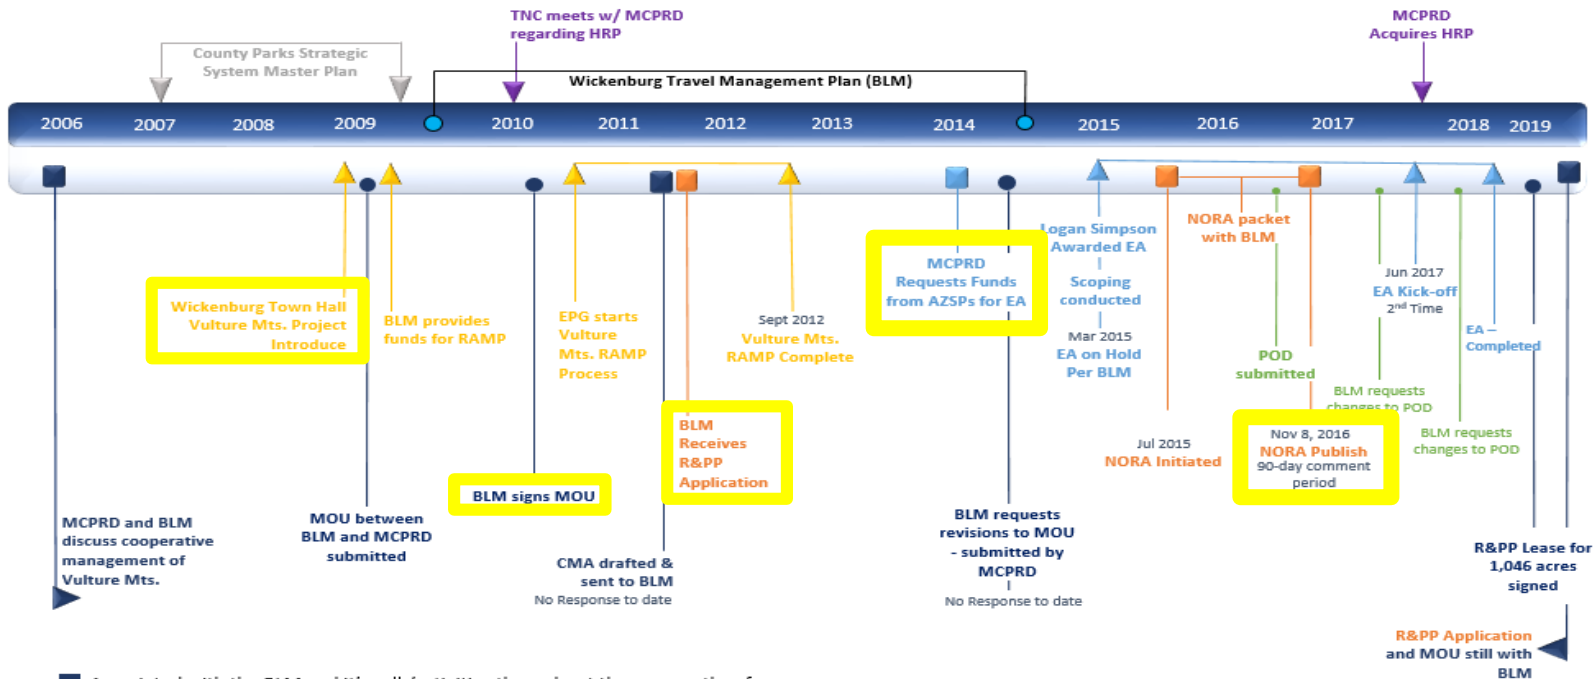 TNC meets w/ MCPRD
regarding HRP
MCPRD
Acquires HRP
County Parks Strategic
System Master Plan
Wickenburg Travel Management Plan (BLM)
2006 2007 2008 2009 2010 2011 2012 2013 2014 2015 2016 2017 2018 2019
Wickenburg Town Hall
Vulture Mts. Project
Introduce
BLM provides
funds for RAMP
EPG starts
Vulture
Mts. RAMP
Process
Sept 2012
Vulture Mts.
RAMP Complete
MCPRD
Requests Funds
from AZSPs for EA
Logan Simpson
Awarded EA
Scoping
conducted
Mar 2015
EA on Hold
Per BLM
NORA packet
with BLM
Jun 2017
EA Kick-off
2nd Time
EA –
Completed
POD
submitted
BLM requests
changes to POD
BLM requests
changes to POD
BLM
Receives
R&PP
Application
Jul 2015
NORA Initiated
Nov 8, 2016
NORA Publish
90-day comment
period
BLM signs MOU
MCPRD and BLM
discuss cooperative
management of
Vulture Mts.
MOU between
BLM and MCPRD
submitted
CMA drafted &
sent to BLM
No Response to date
BLM requests
revisions to MOU
- submitted by
MCPRD
No Response to date
R&PP Lease for
1,046 acres
signed
R&PP Application
and MOU still with
BLM